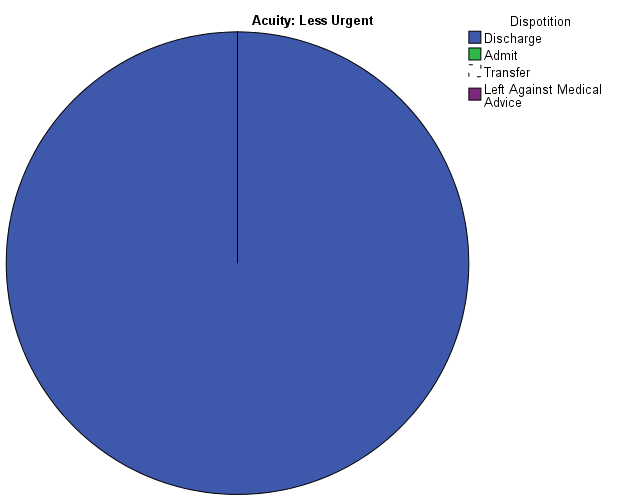 Acuity: Less Urgent
Dispotition
Discharge
Admit
Transfer
Left Against Medical
Advice